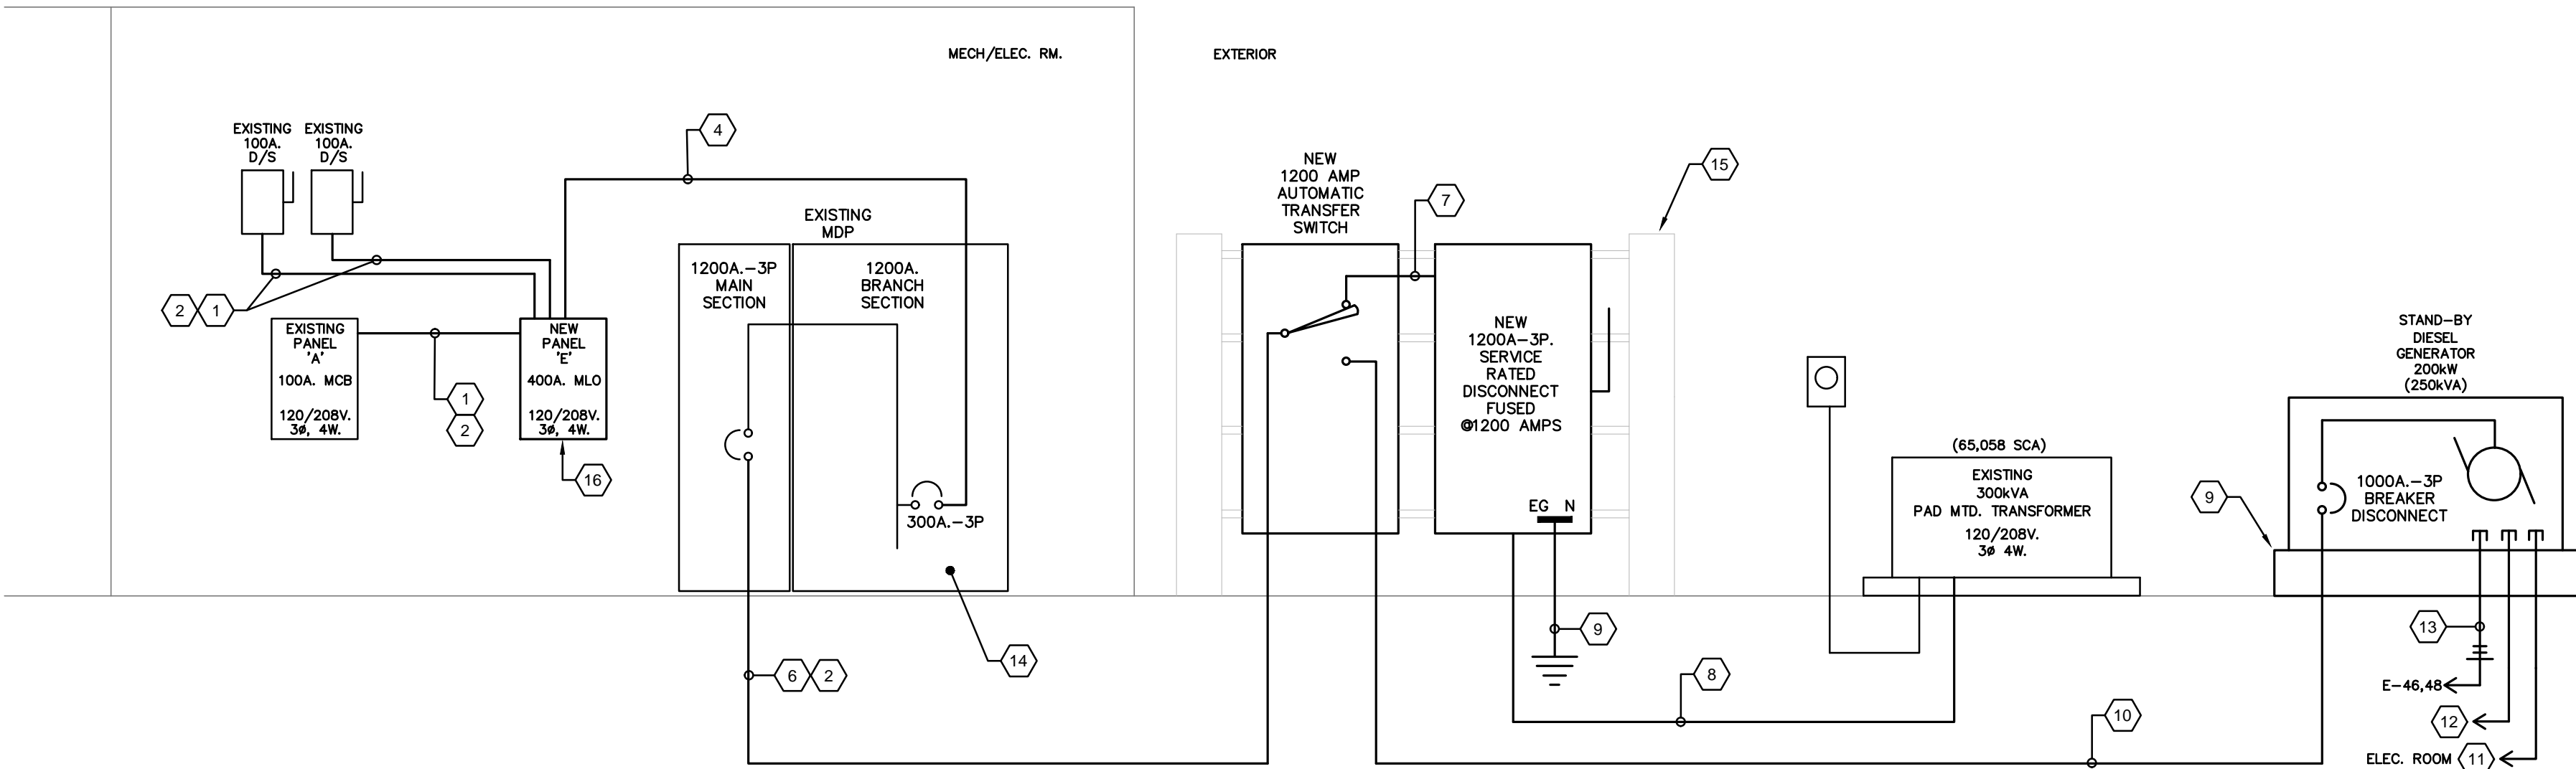 MECH/ELEC. RM.
EXTERIOR
EXISTING
100A.
D/S
EXISTING
100A.
D/S
4
EXISTING
MDP
1200A.-3P
MAIN
SECTION
1200A.
BRANCH
SECTION
300A.-3P
2
1
EXISTING
PANEL
'A'
100A. MCB
120/208V.
3ø, 4W.
1
2
NEW
PANEL
'E'
400A. MLO
120/208V.
3ø, 4W.
16
6
2
14
NEW
1200 AMP
AUTOMATIC
TRANSFER
SWITCH
7
15
NEW
1200A-3P.
SERVICE
RATED
DISCONNECT
FUSED
@1200 AMPS
EG N
9
8
(65,058 SCA)
EXISTING
300kVA
PAD MTD. TRANSFORMER
120/208V.
3ø 4W.
STAND-BY
DIESEL
GENERATOR
200kW
(250kVA)
9
1000A.-3P
BREAKER
DISCONNECT
13
E-46,48
12
10
ELEC. ROOM
11